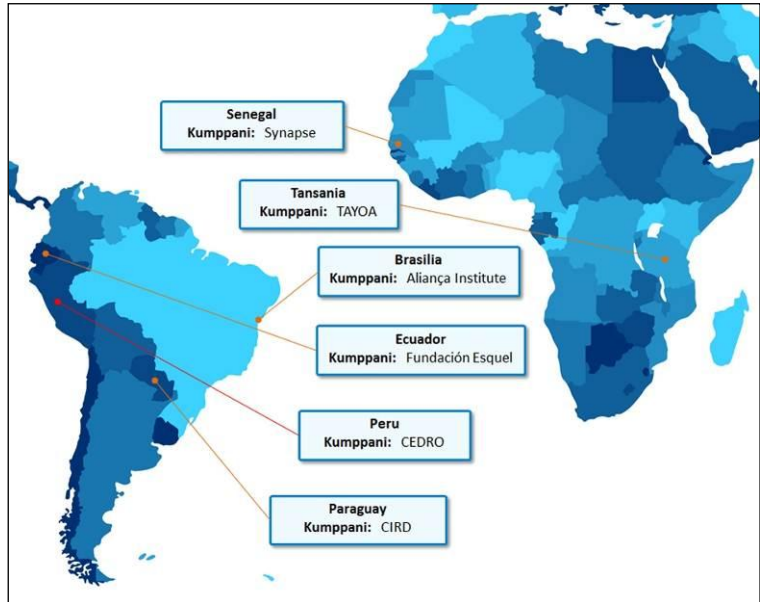 Senegal
Kumppani: Synapse
Tansania
Kumppani: TAYOA
Brasilia
Kumppani: Aliança Institute
Ecuador
Kumppani: Fundación Esquel
Peru
Kumppani: CEDRO
Paraguay
Kumppani: CIRD